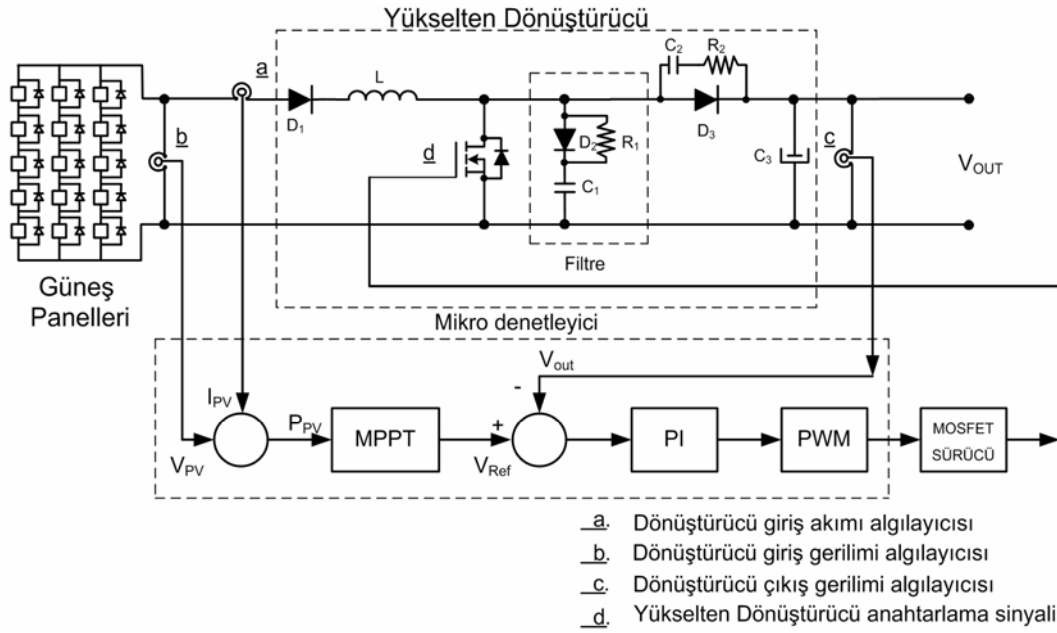 Yükselten Dönüştürücü
a
C2
R2
L
D1
D3
b
d
D2
R1
C3
c
C1
VOUT
Güneş
Panelleri
Filtre
Mikro denetleyici
Vout
-
IPV
PPV
MPPT
+
PI
PWM
MOSFET
SÜRÜCÜ
VPV
VRef
a. Dönüştürücü giriş akımı algılayıcısı
b. Dönüştürücü giriş gerilimi algılayıcısı
c. Dönüştürücü çıkış gerilimi algılayıcısı
d. Yükselten Dönüştürücü anahtarlama sinyali